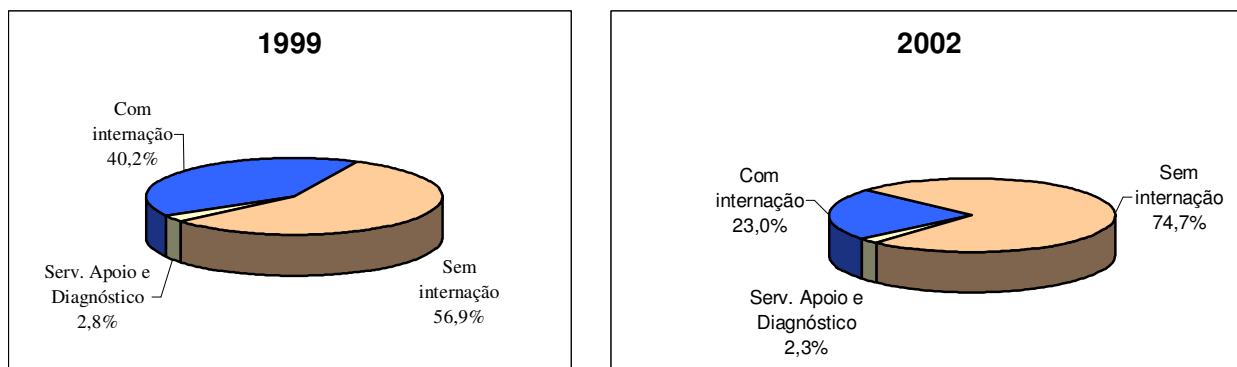 1999
Com
internação
40,2%
Serv. Apoio e
Diagnóstico
2,8%
Sem
internação
56,9%
2002
Com
internação
23,0%
Sem
internação
74,7%
Serv. Apoio e
Diagnóstico
2,3%